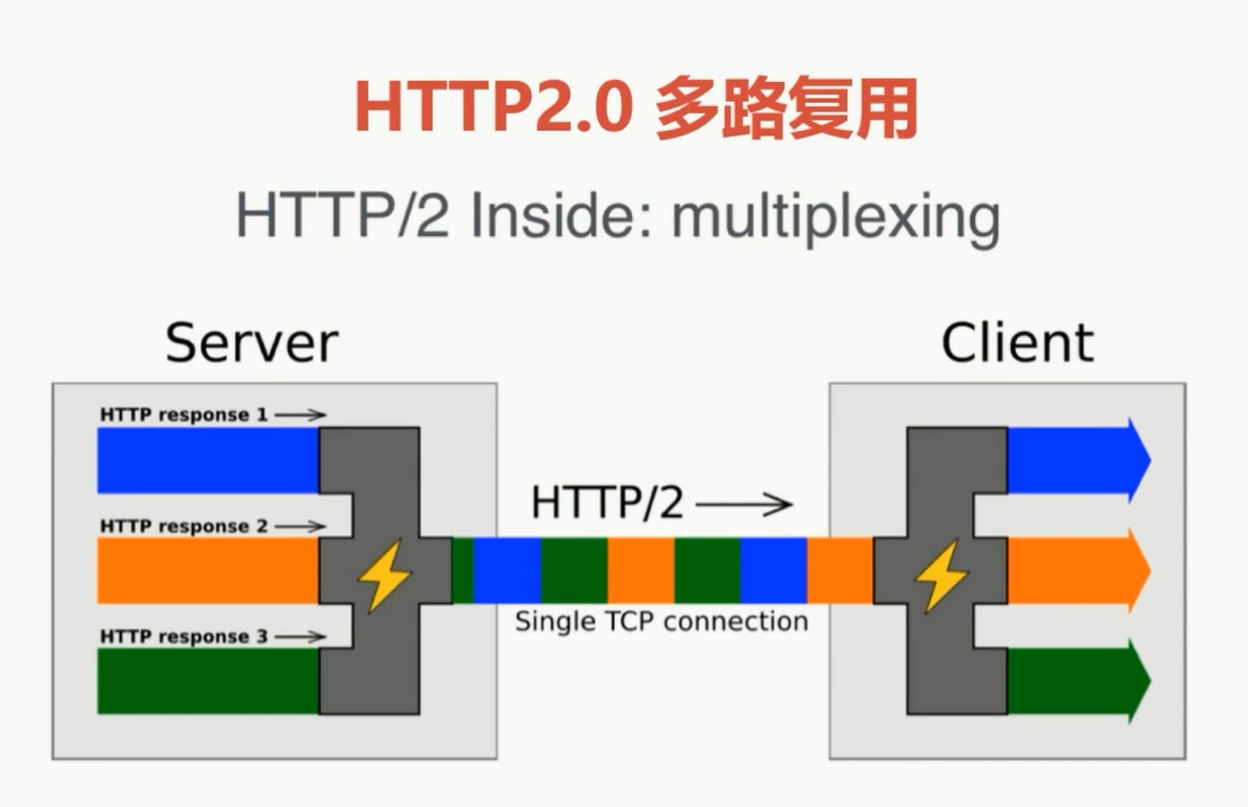 HTTP2.0 多路复用
HTTP/2 Inside: multiplexing
Server
Client
HTTP response 1
HTTP response 2
HTTP response 3
HTTP/2
Single TCP connection